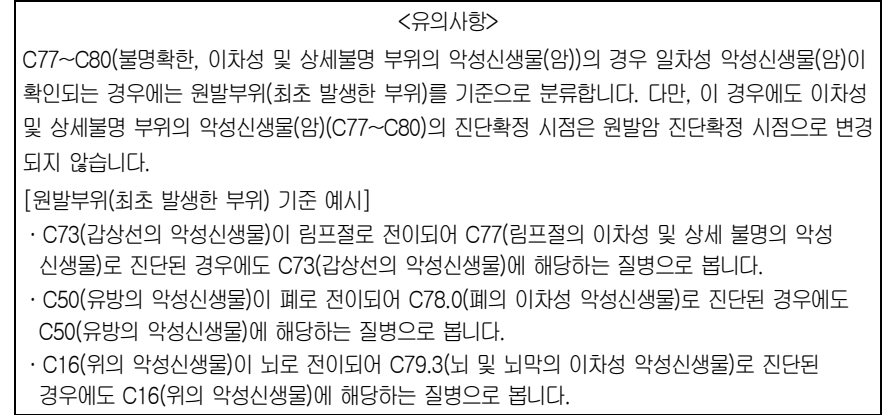 <유의사항>
C77~C80(불명확한, 이차성 및 상세불명 부위의 악성신생물(암))의 경우 일차성 악성신생물(암)이
확인되는 경우에는 원발부위(최초 발생한 부위)를 기준으로 분류합니다. 다만, 이 경우에도 이차성
및 상세불명 부위의 악성신생물(암)(C77~C80)의 진단확정 시점은 원발암 진단확정 시점으로 변경
되지 않습니다.
[원발부위(최초 발생한 부위) 기준 예시]
· C73(갑상선의 악성신생물)이 림프절로 전이되어 C77(림프절의 이차성 및 상세 불명의 악성
신생물)로 진단된 경우에도 C73(갑상선의 악성신생물)에 해당하는 질병으로 봅니다.
· C50(유방의 악성신생물)이 폐로 전이되어 C78.0(폐의 이차성 악성신생물)로 진단된 경우에도
C50(유방의 악성신생물)에 해당하는 질병으로 봅니다.
· C16(위의 악성신생물)이 뇌로 전이되어 C79.3(뇌 및 뇌막의 이차성 악성신생물)로 진단된
경우에도 C16(위의 악성신생물)에 해당하는 질병으로 봅니다.